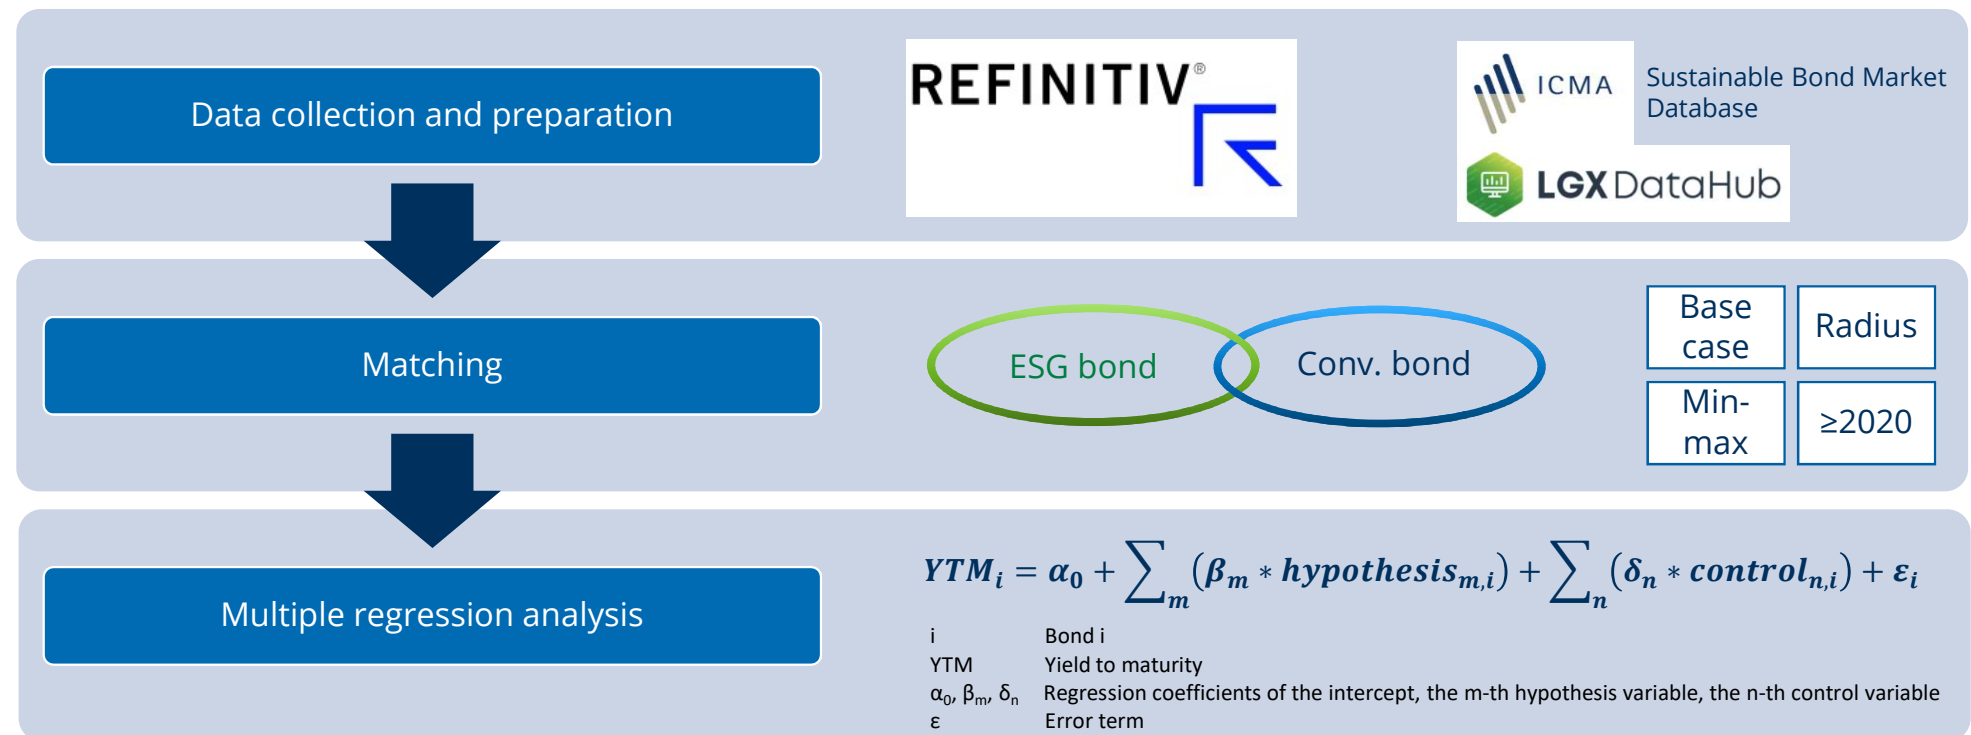 Data collection and preparation
REFINITIV®
ICMA
Sustainable Bond Market
Database
LGX DataHub
Matching
ESG bond
Conv. bond
Base
case
Radius
Min-
max
≥2020
Multiple regression analysis
YTMᵢ = α₀ + ∑ₘ(βₘ * hypothesisₘ,ᵢ) + ∑ₙ(δₙ * controlₙ,ᵢ) + εᵢ
i Bond i
YTM Yield to maturity
α₀, βₘ, δₙ Regression coefficients of the intercept, the m-th hypothesis variable, the n-th control variable
ε Error term